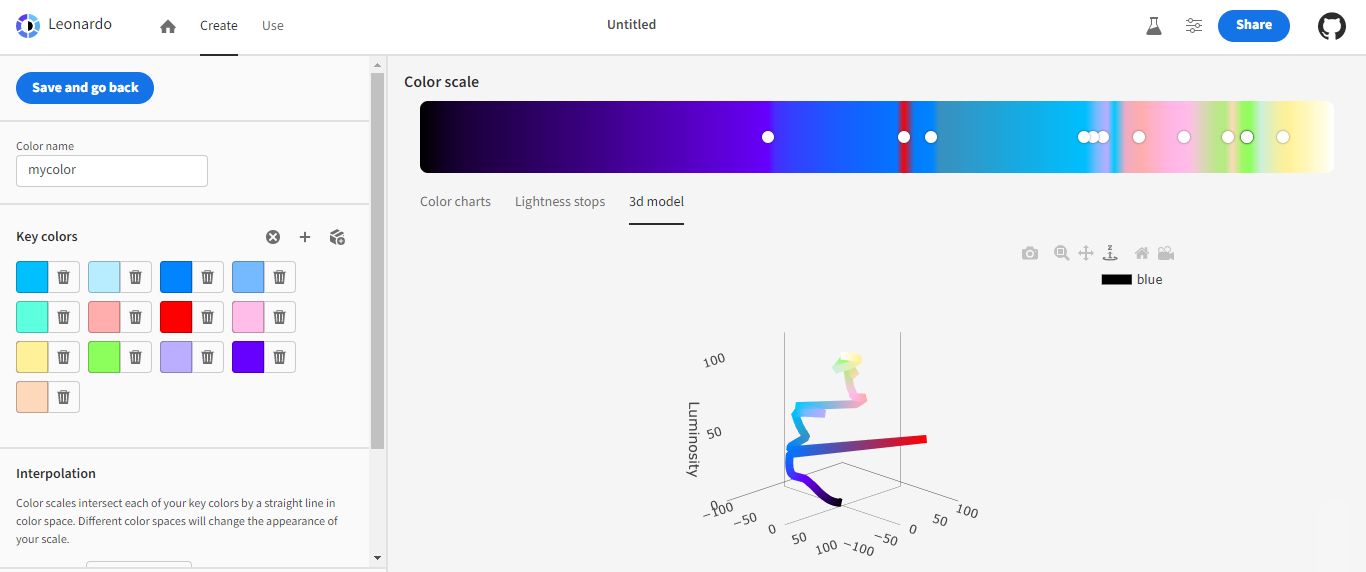 Leonardo
Create
Use
Untitled
Share
Save and go back
Color name
mycolor
Key colors
Interpolation
Color scales intersect each of your key colors by a straight line in
color space. Different color spaces will change the appearance of
your scale.
Color scale
Color charts
Lightness stops
3d model
z
blue
100
50
0
Luminosity
−100
−50
0
50
100
−100
−50
0
50
100